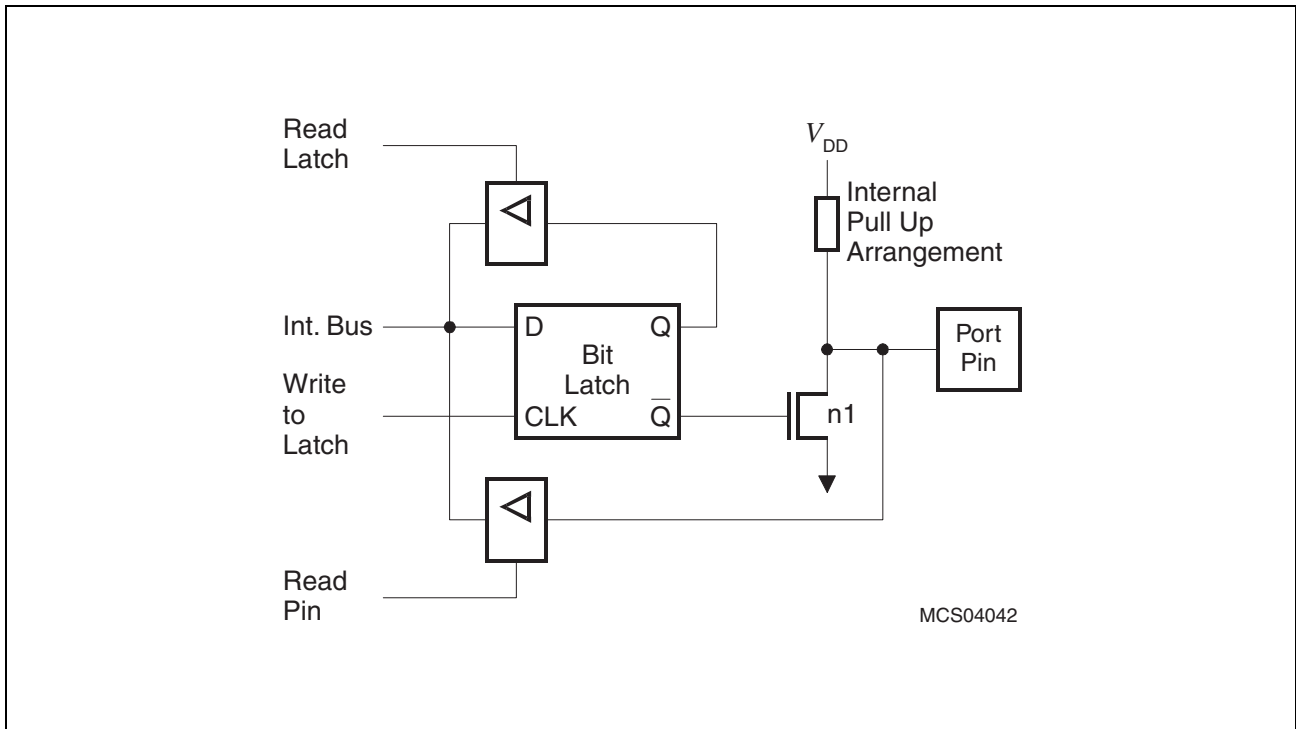 Read
Latch
V DD
Internal
Pull Up
Arrangement
Int. Bus
D
Q
Bit
Latch
Port
Pin
Write
to
Latch
CLK
Q̅
n1
Read
Pin
MCS04042